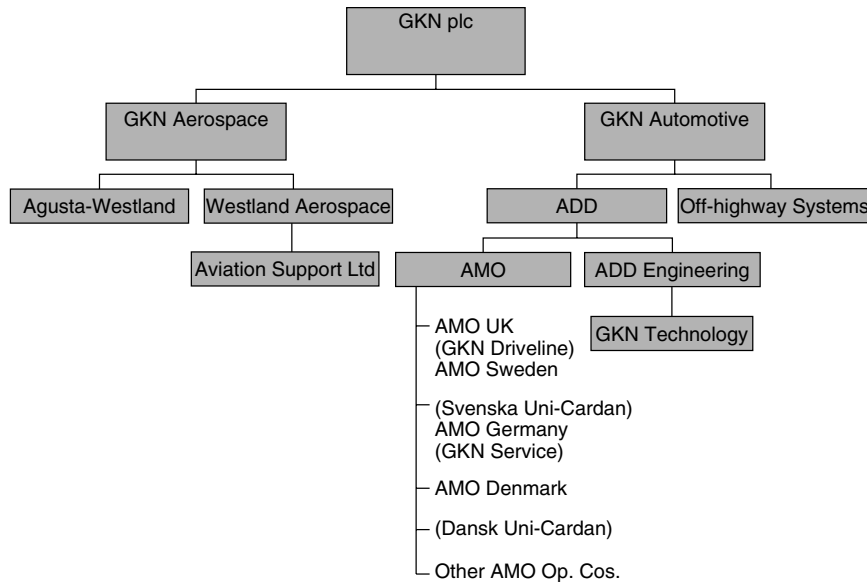 GKN plc
GKN Aerospace
GKN Automotive
Agusta-Westland
Westland Aerospace
ADD
Off-highway Systems
Aviation Support Ltd
AMO
ADD Engineering
GKN Technology
AMO UK
(GKN Driveline)
AMO Sweden
(Svenska Uni-Cardan)
AMO Germany
(GKN Service)
AMO Denmark
(Dansk Uni-Cardan)
Other AMO Op. Cos.